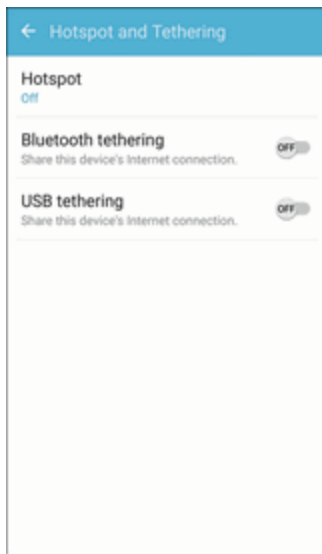 Hotspot and Tethering
Hotspot
Off
Bluetooth tethering
Share this device's Internet connection.
OFF
USB tethering
Share this device's Internet connection.
OFF